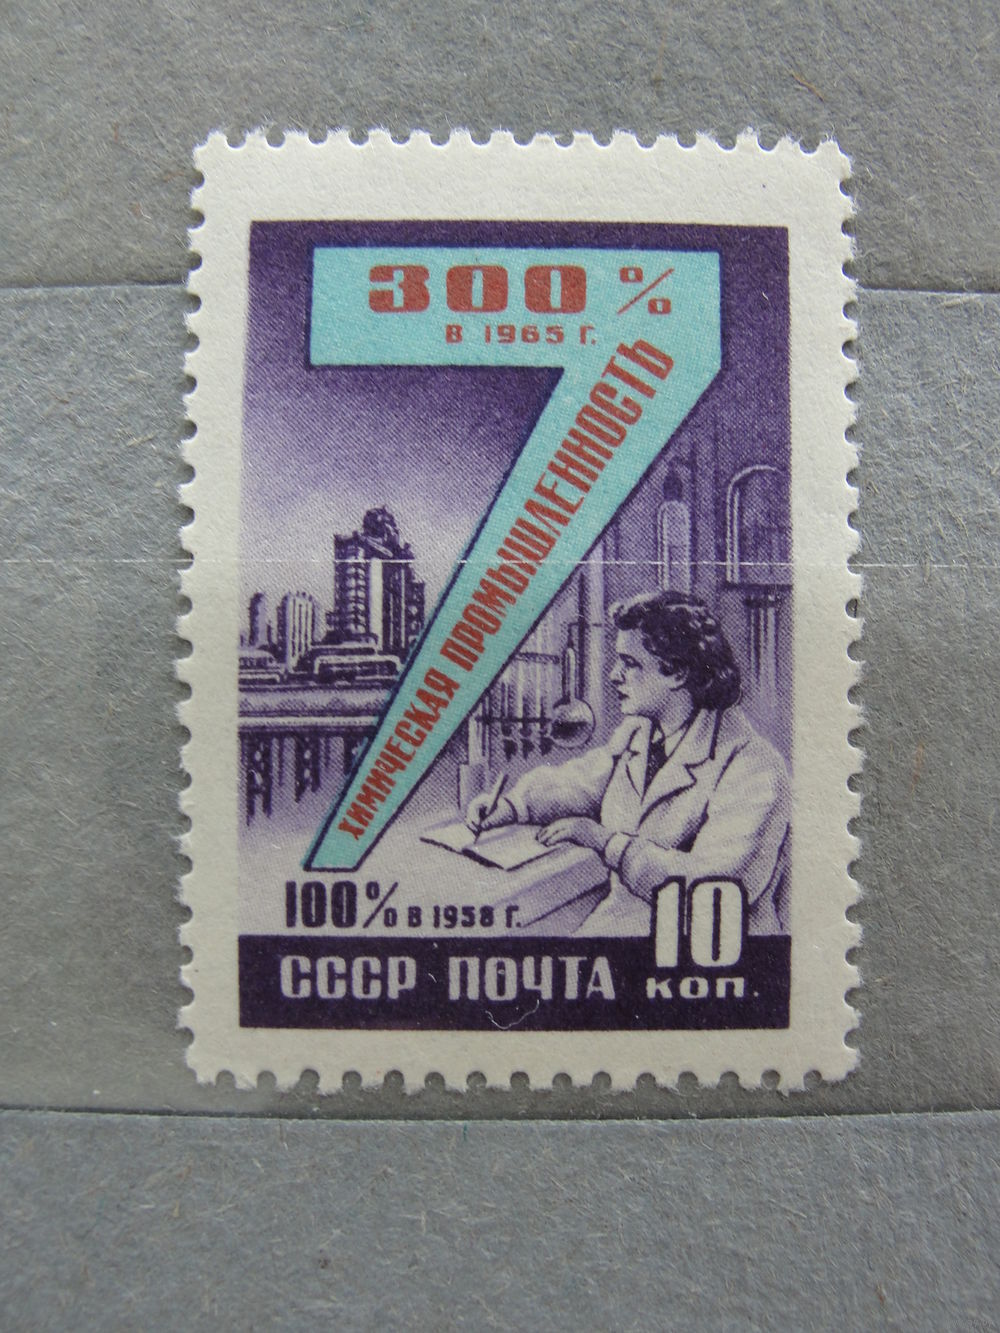 300%
В 1965 Г.
ХИМИЧЕСКАЯ ПРОМЫШЛЕННОСТЬ
100% В 1958 Г.
СССР ПОЧТА
10
КОП.